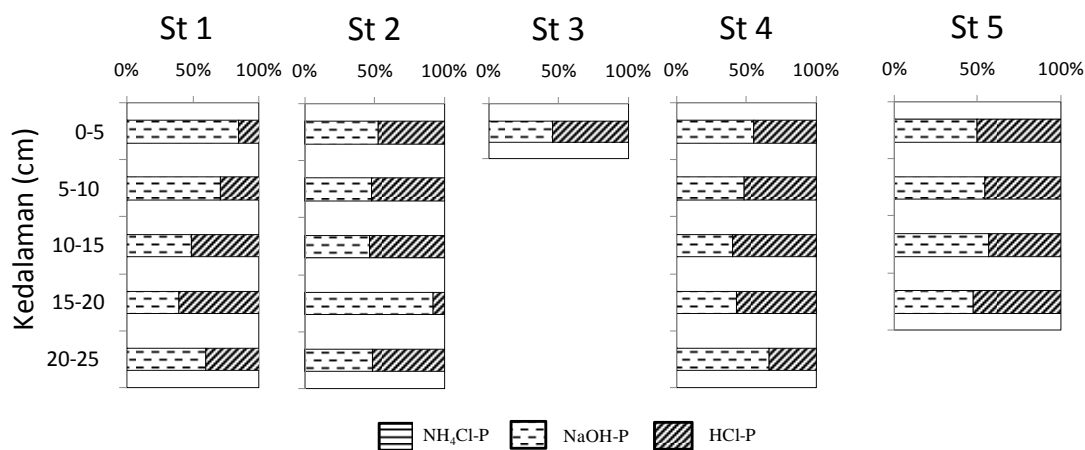 St 1 St 2 St 3 St 4 St 5
0% 50% 100% 0% 50% 100% 0% 50% 100% 0% 50% 100% 0% 50% 100%
Kedalaman (cm)
0-5
5-10
10-15
15-20
20-25
NH₄Cl-P NaOH-P HCl-P